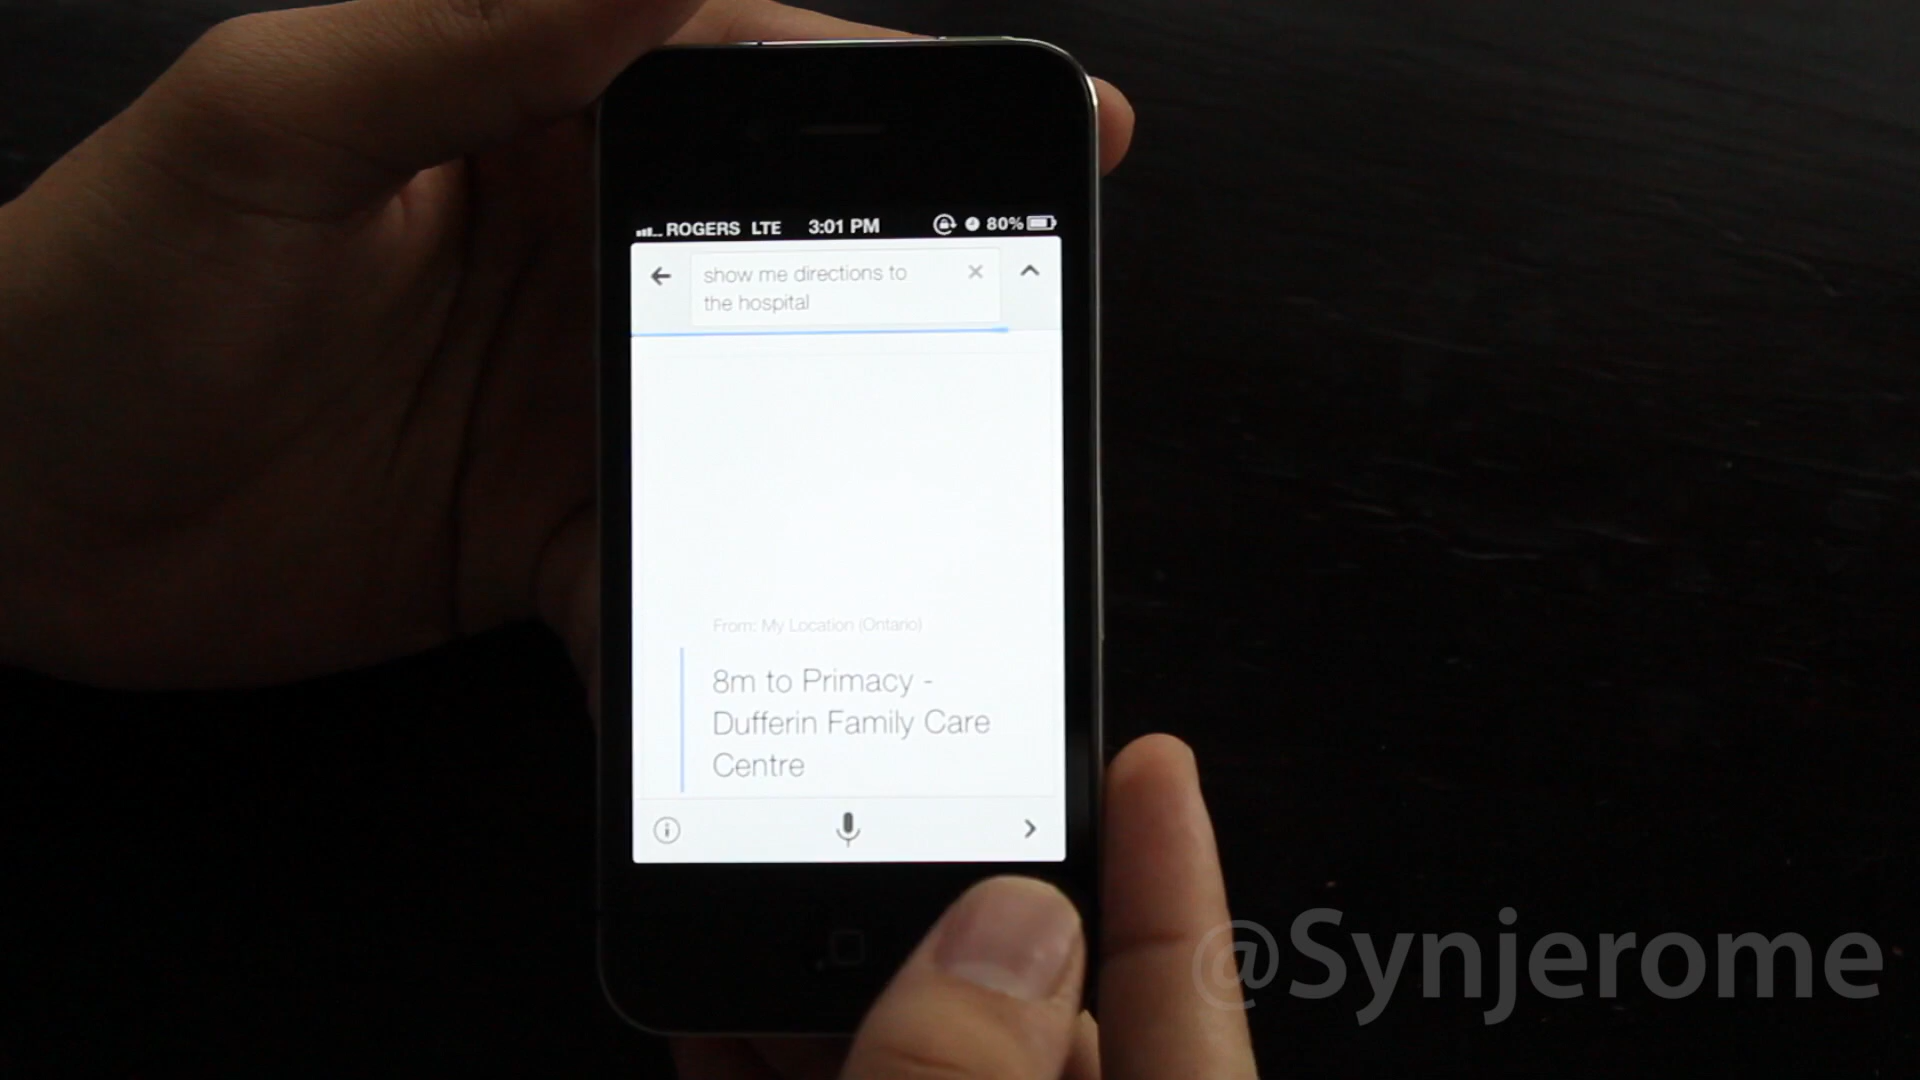 ROGERS LTE 3:01 PM 80%
show me directions to
the hospital
From: My Location (Ontario)
8m to Primacy -
Dufferin Family Care
Centre
@Synjerome